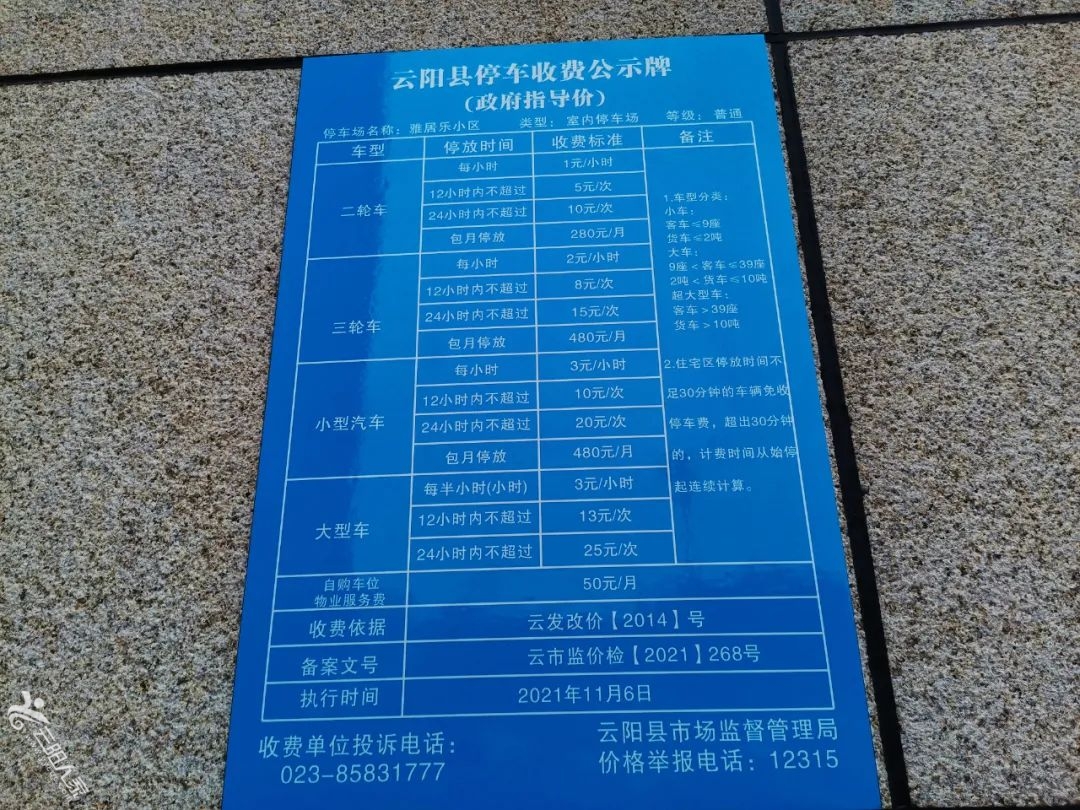 云阳县停车收费公示牌
(政府指导价)
停车场名称：雅居乐小区 类型：室内停车场 等级：普通
车型 停放时间 收费标准 备注
二轮车
每小时 1元/小时
12小时内不超过 5元/次
24小时内不超过 10元/次
包月停放 280元/月
三轮车
每小时 2元/小时
12小时内不超过 8元/次
24小时内不超过 15元/次
包月停放 480元/月
小型汽车
每小时 3元/小时
12小时内不超过 10元/次
24小时内不超过 20元/次
包月停放 480元/月
大型车
每半小时(小时) 3元/小时
12小时内不超过 13元/次
24小时内不超过 25元/次
1.车型分类：
小车：
客车≤9座
货车≤2吨
大车：
9座＜客车≤39座
2吨＜货车≤10吨
超大型车：
客车＞39座
货车＞10吨
2.住宅区停放时间不
足30分钟的车辆免收
停车费，超出30分钟
的，计费时间从始停
起连续计算。
自购车位
物业服务费
50元/月
收费依据 云发改价【2014】号
备案文号 云市监价检【2021】268号
执行时间 2021年11月6日
收费单位投诉电话：
023-85831777
云阳县市场监督管理局
价格举报电话：12315
云阳人家